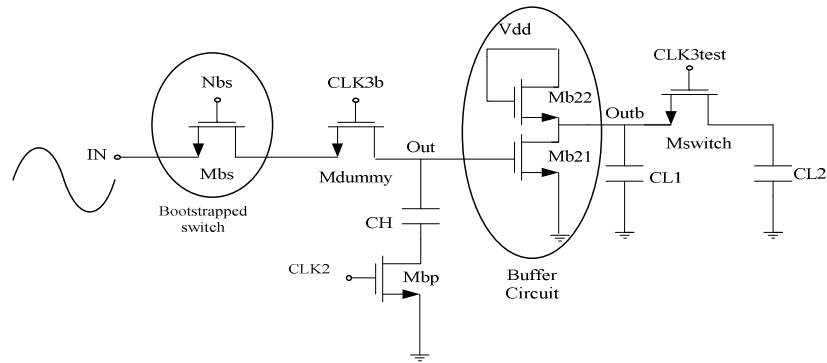 Vdd
CLK3test
Nbs
CLK3b
Mb22
Outb
Out
Mswitch
IN
Mb21
Mbs
Mdummy
CL1
CL2
Bootstrapped
switch
CH
CLK2
Mbp
Buffer
Circuit